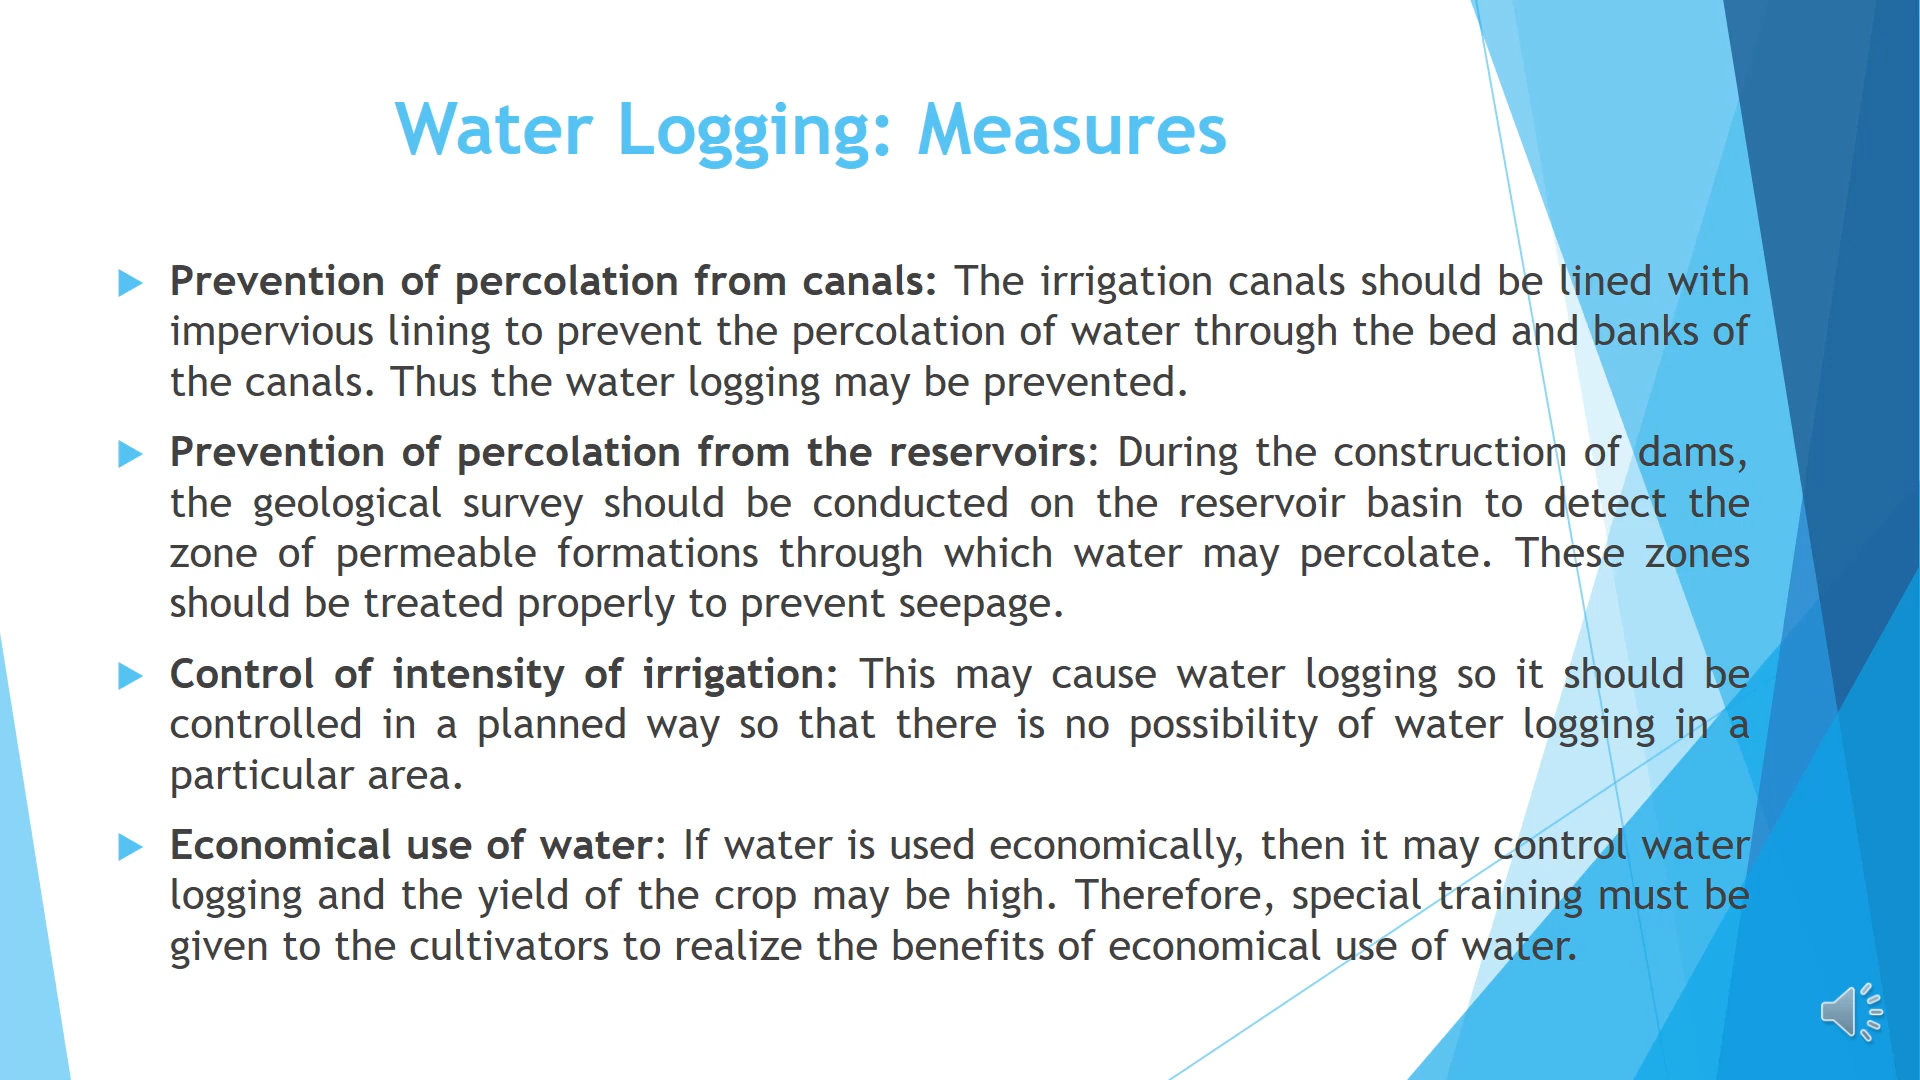 Water Logging: Measures
Prevention of percolation from canals: The irrigation canals should be lined with
impervious lining to prevent the percolation of water through the bed and banks of
the canals. Thus the water logging may be prevented.
Prevention of percolation from the reservoirs: During the construction of dams,
the geological survey should be conducted on the reservoir basin to detect the
zone of permeable formations through which water may percolate. These zones
should be treated properly to prevent seepage.
Control of intensity of irrigation: This may cause water logging so it should be
controlled in a planned way so that there is no possibility of water logging in a
particular area.
Economical use of water: If water is used economically, then it may control water
logging and the yield of the crop may be high. Therefore, special training must be
given to the cultivators to realize the benefits of economical use of water.